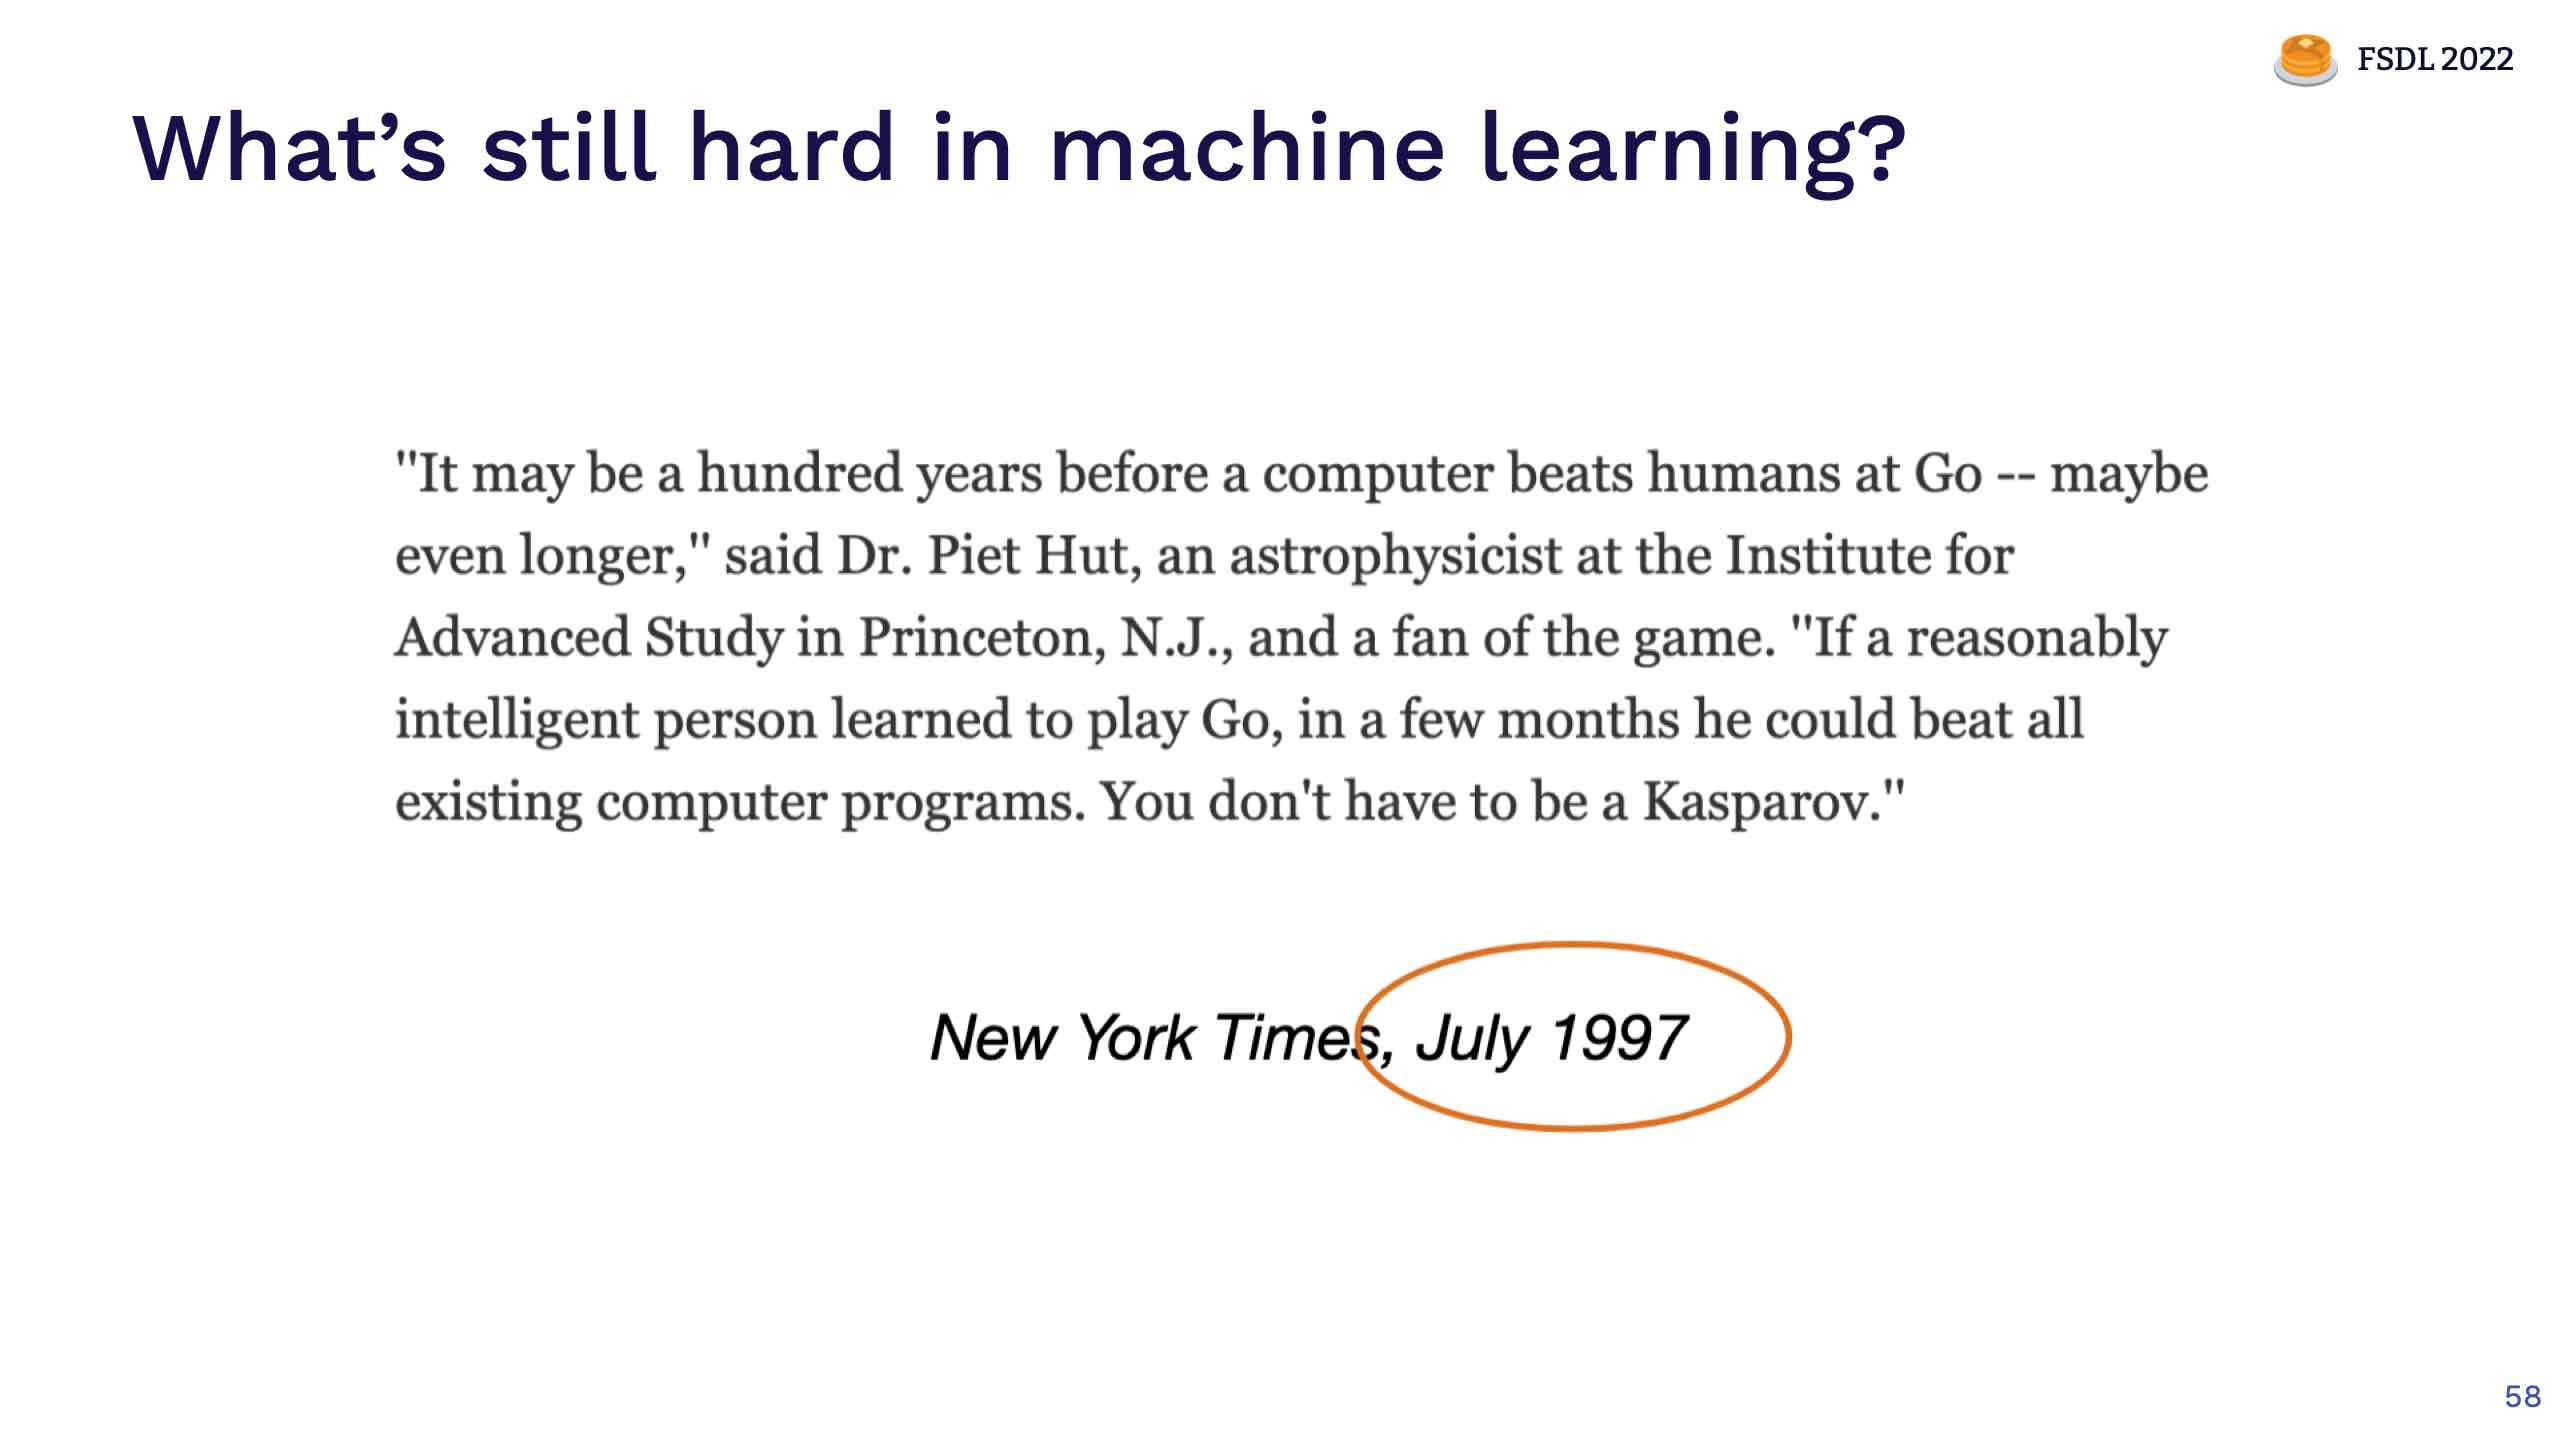 FSDL 2022
What’s still hard in machine learning?
"It may be a hundred years before a computer beats humans at Go -- maybe
even longer," said Dr. Piet Hut, an astrophysicist at the Institute for
Advanced Study in Princeton, N.J., and a fan of the game. "If a reasonably
intelligent person learned to play Go, in a few months he could beat all
existing computer programs. You don't have to be a Kasparov."
New York Times, July 1997
58